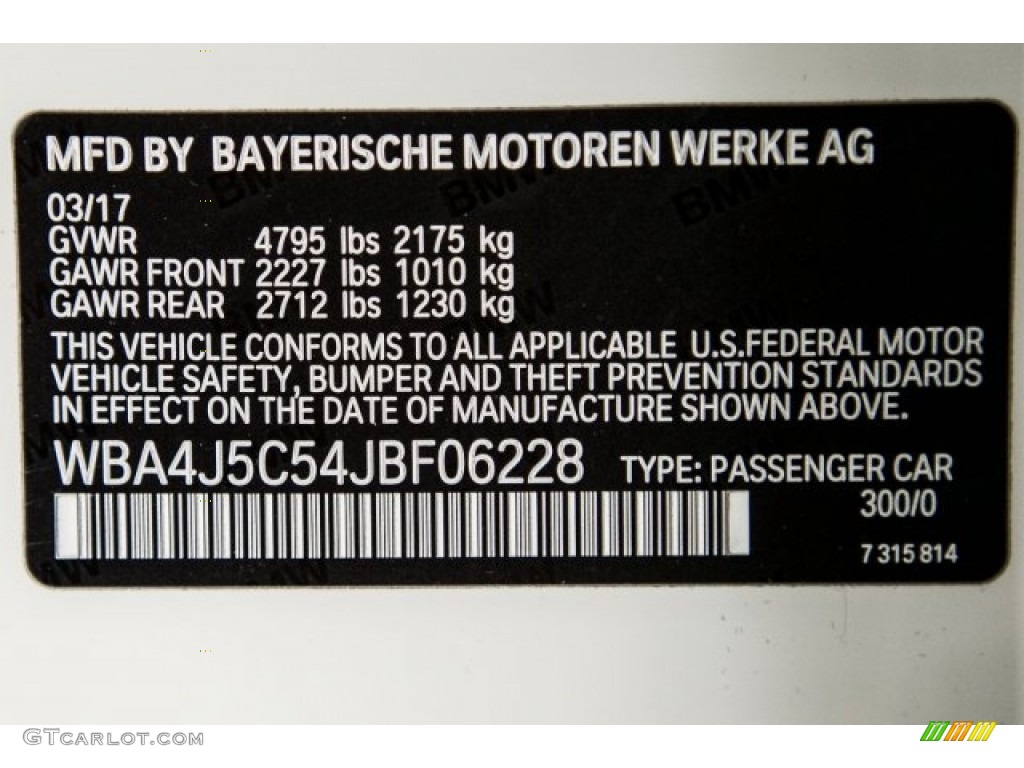 MFD BY BAYERISCHE MOTOREN WERKE AG
03/17
GVWR 4795 lbs 2175 kg
GAWR FRONT 2227 lbs 1010 kg
GAWR REAR 2712 lbs 1230 kg
THIS VEHICLE CONFORMS TO ALL APPLICABLE U.S.FEDERAL MOTOR
VEHICLE SAFETY, BUMPER AND THEFT PREVENTION STANDARDS
IN EFFECT ON THE DATE OF MANUFACTURE SHOWN ABOVE.
WBA4J5C54JBF06228 TYPE: PASSENGER CAR
300/0
7 315 814
GTCARLOT.COM